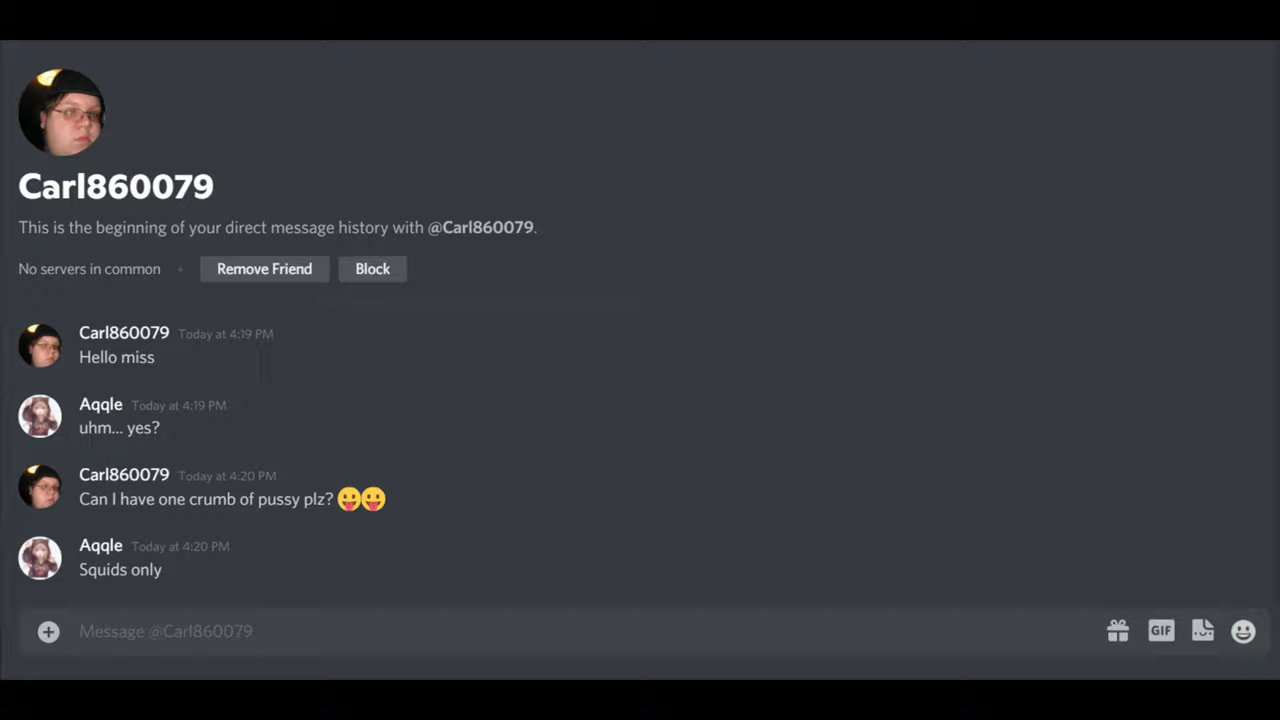 Carl860079
This is the beginning of your direct message history with @Carl860079.
No servers in common • Remove Friend Block
Carl860079 Today at 4:19 PM
Hello miss
Aqqle Today at 4:19 PM
uhm... yes?
Carl860079 Today at 4:20 PM
Can I have one crumb of pussy plz? 😛😛
Aqqle Today at 4:20 PM
Squids only
Message @Carl860079 GIF